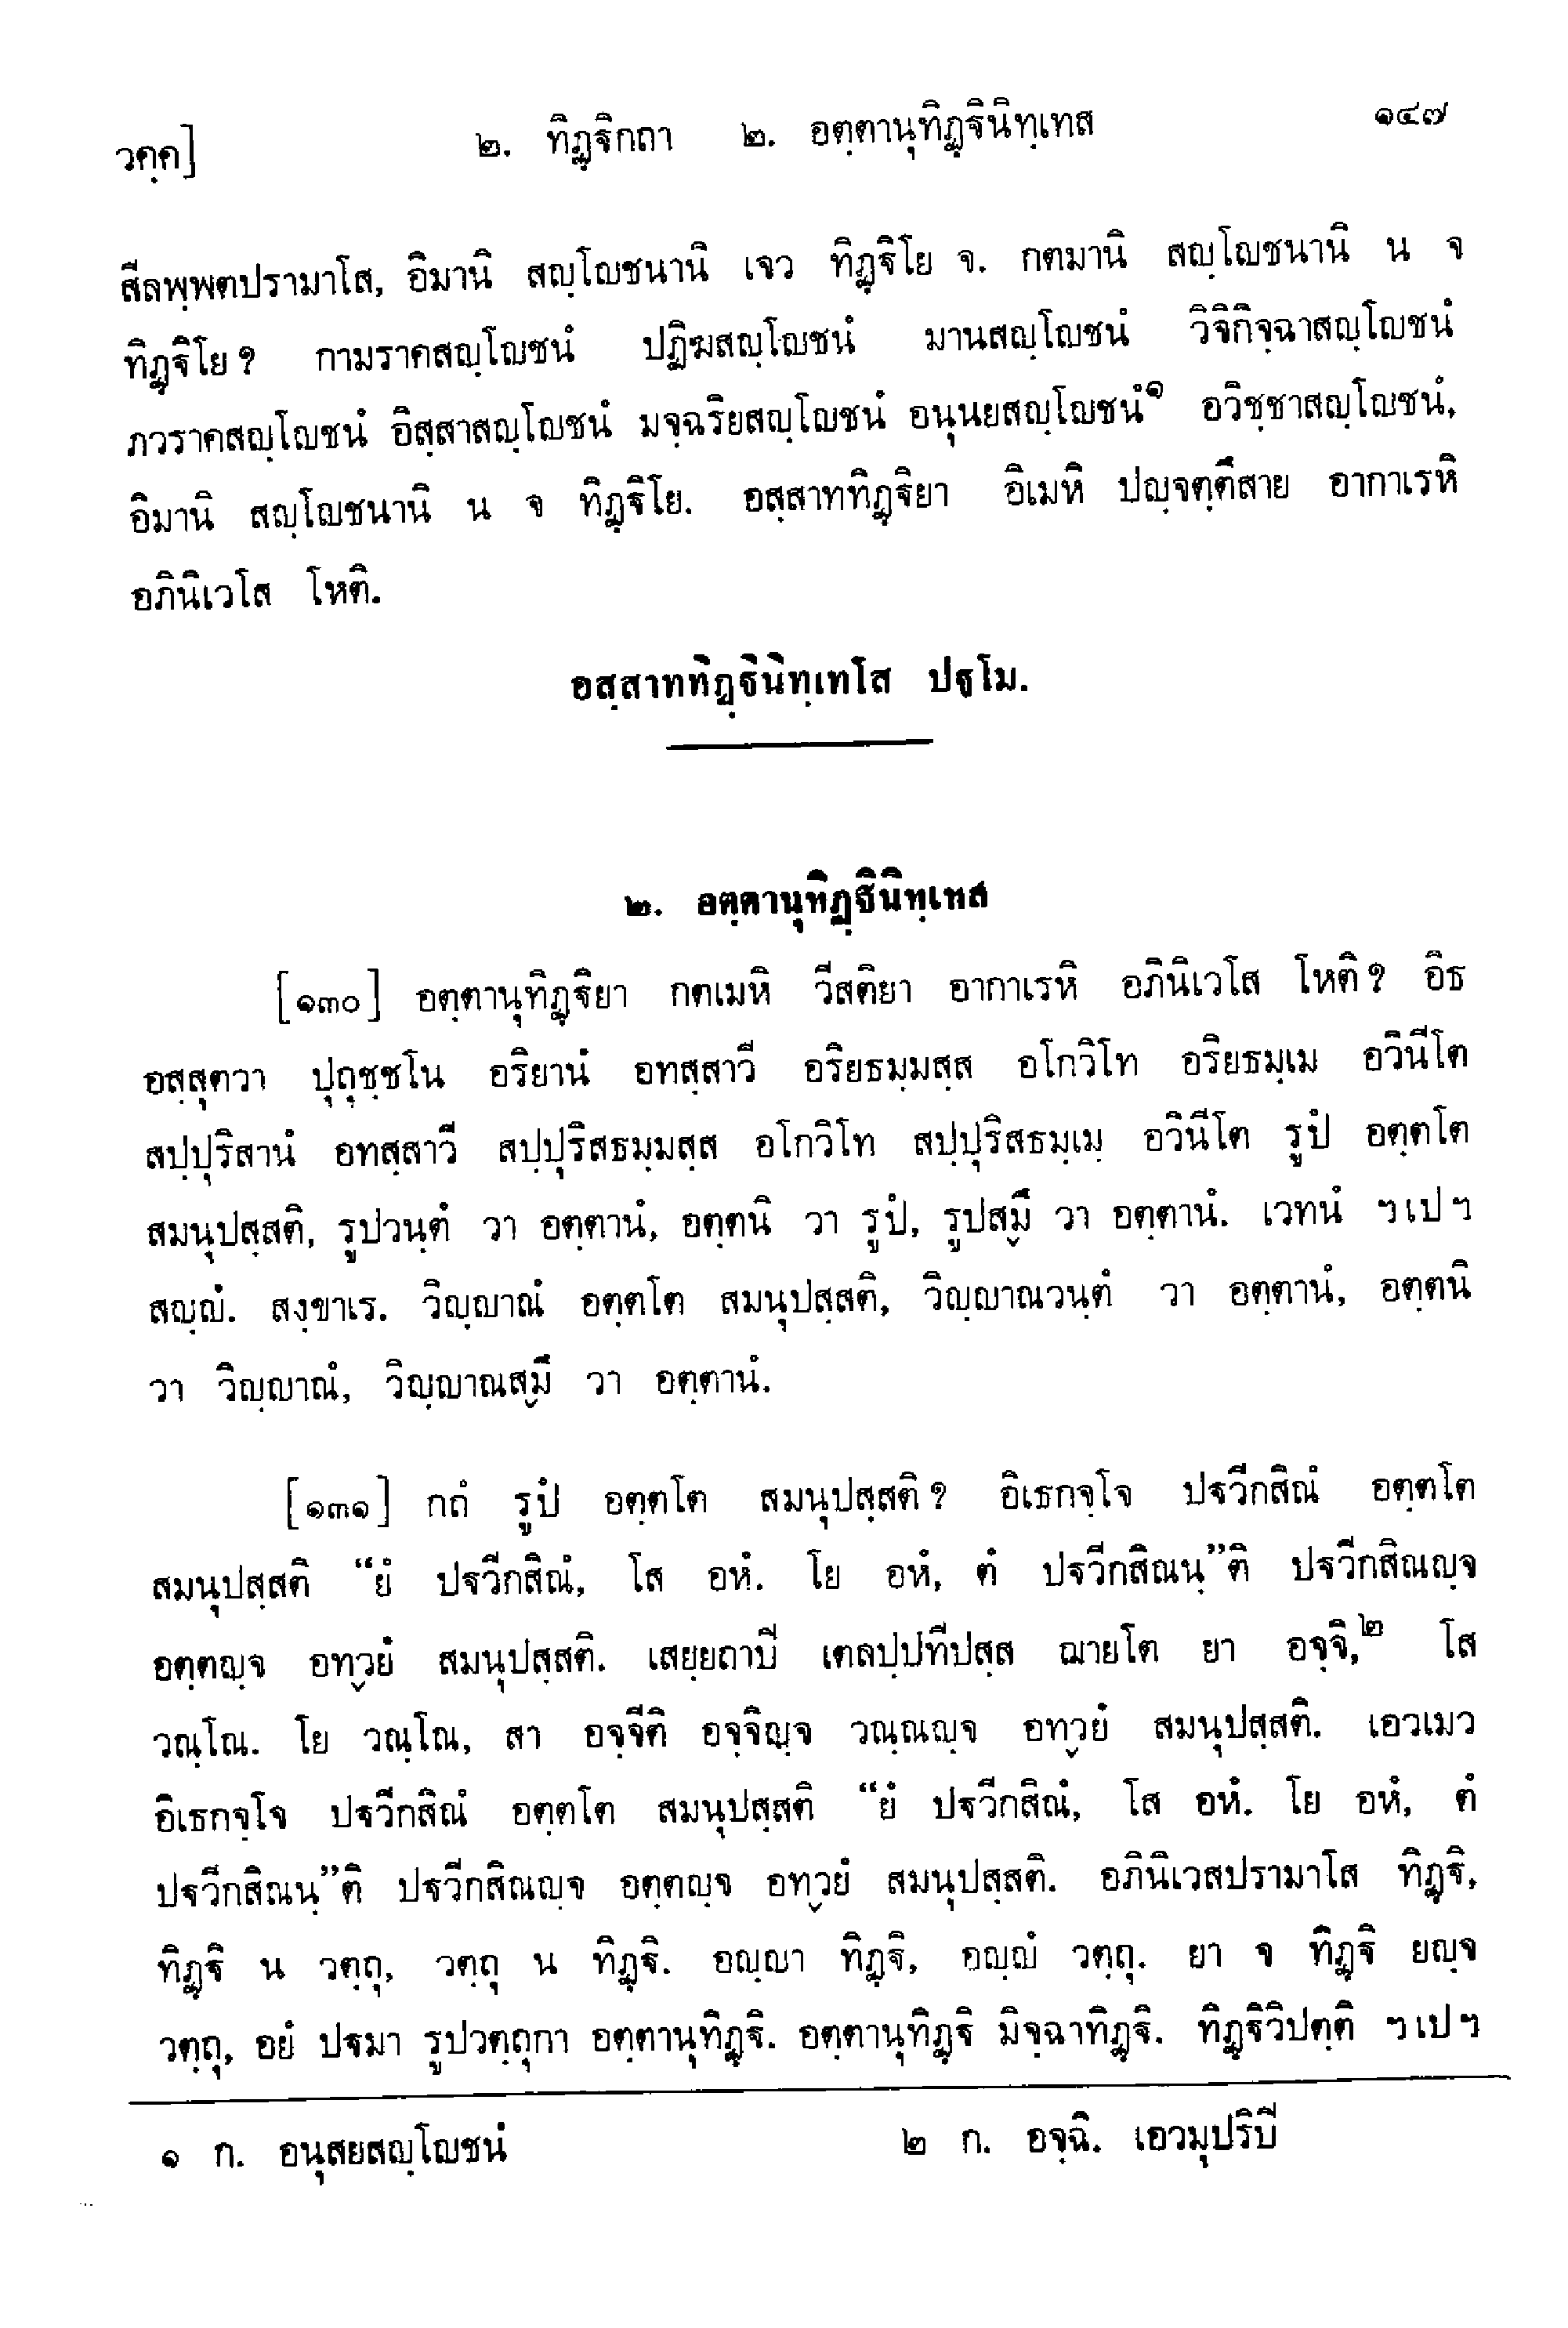 วคฺค] ๒. ทิฏฺฐิกถา ๒. อตฺตานุทิฏฺฐินิทฺเทส ๑๔๗
สีลพฺพตปรามาโส, อิมานิ สญฺโญชนานิ เจว ทิฏฺฐิโย จ. กตมานิ สญฺโญชนานิ น จ
ทิฏฺฐิโย? กามราคสญฺโญชนํ ปฏิฆสญฺโญชนํ มานสญฺโญชนํ วิจิกิจฺฉาสญฺโญชนํ
ภวราคสญฺโญชนํ อิสฺสาสญฺโญชนํ มจฺฉริยสญฺโญชนํ อนุนยสญฺโญชนํ๑ อวิชฺชาสญฺโญชนํ,
อิมานิ สญฺโญชนานิ น จ ทิฏฺฐิโย. อสฺสาททิฏฺฐิยา อิเมหิ ปญฺจตฺตึสาย อากาเรหิ
อภินิเวโส โหติ.
อสฺสาททิฏฺฐินิทฺเทโส ปฐโม.
๒. อตฺตานุทิฏฺฐินิทฺเทส
[๑๓๐] อตฺตานุทิฏฺฐิยา กตเมหิ วีสติยา อากาเรหิ อภินิเวโส โหติ? อิธ
อสฺสุตวา ปุถุชฺชโน อริยานํ อทสฺสาวี อริยธมฺมสฺส อโกวิโท อริยธมฺเม อวินีโต
สปฺปุริสานํ อทสฺสาวี สปฺปุริสธมฺมสฺส อโกวิโท สปฺปุริสธมฺเมฺ อวินีโต รูปํ อตฺตโต
สมนุปสฺสติ, รูปวนฺตํ วา อตฺตานํ, อตฺตนิ วา รูปํ, รูปสฺมึ วา อตฺตานํ. เวทนํ ฯเปฯ
สญฺญํ. สงฺขาเร. วิญฺญาณํ อตฺตโต สมนุปสฺสติ, วิญฺญาณวนฺตํ วา อตฺตานํ, อตฺตนิ
วา วิญฺญาณํ, วิญฺญาณสฺมึ วา อตฺตานํ.
[๑๓๑] กถํ รูปํ อตฺตโต สมนุปสฺสติ? อิเธกจฺโจ ปฐวีกสิณํ อตฺตโต
สมนุปสฺสติ “ยํ ปฐวีกสิณํ, โส อหํ. โย อหํ, ตํ ปฐวีกสิณนฺ”ติ ปฐวีกสิณญฺจ
อตฺตญฺจ อทฺวยํ สมนุปสฺสติ. เสยฺยถาปิ เตลปฺปทีปสฺส ฌายโต ยา อจฺจิ,๒ โส
วณฺโณ. โย วณฺโณ, สา อจฺจีติ อจฺจิญฺจ วณฺณญฺจ อทฺวยํ สมนุปสฺสติ. เอวเมว
อิเธกจฺโจ ปฐวีกสิณํ อตฺตโต สมนุปสฺสติ “ยํ ปฐวีกสิณํ, โส อหํ. โย อหํ, ตํ
ปฐวีกสิณนฺ”ติ ปฐวีกสิณญฺจ อตฺตญฺจ อทฺวยํ สมนุปสฺสติ. อภินิเวสปรามาโส ทิฏฺฐิ,
ทิฏฺฐิ น วตฺถุ, วตฺถุ น ทิฏฺฐิ. อญฺญา ทิฏฺฐิ, อญฺญํ วตฺถุ. ยา จ ทิฏฺฐิ ยญฺจ
วตฺถุ, อยํ ปฐมา รูปวตฺถุกา อตฺตานุทิฏฺฐิ. อตฺตานุทิฏฺฐิ มิจฺฉาทิฏฺฐิ. ทิฏฺฐิวิปตฺติ ฯเปฯ
๑ ก. อนุสยสญฺโญชนํ ๒ ก. อจฺฉิ. เอวมุปริปิ